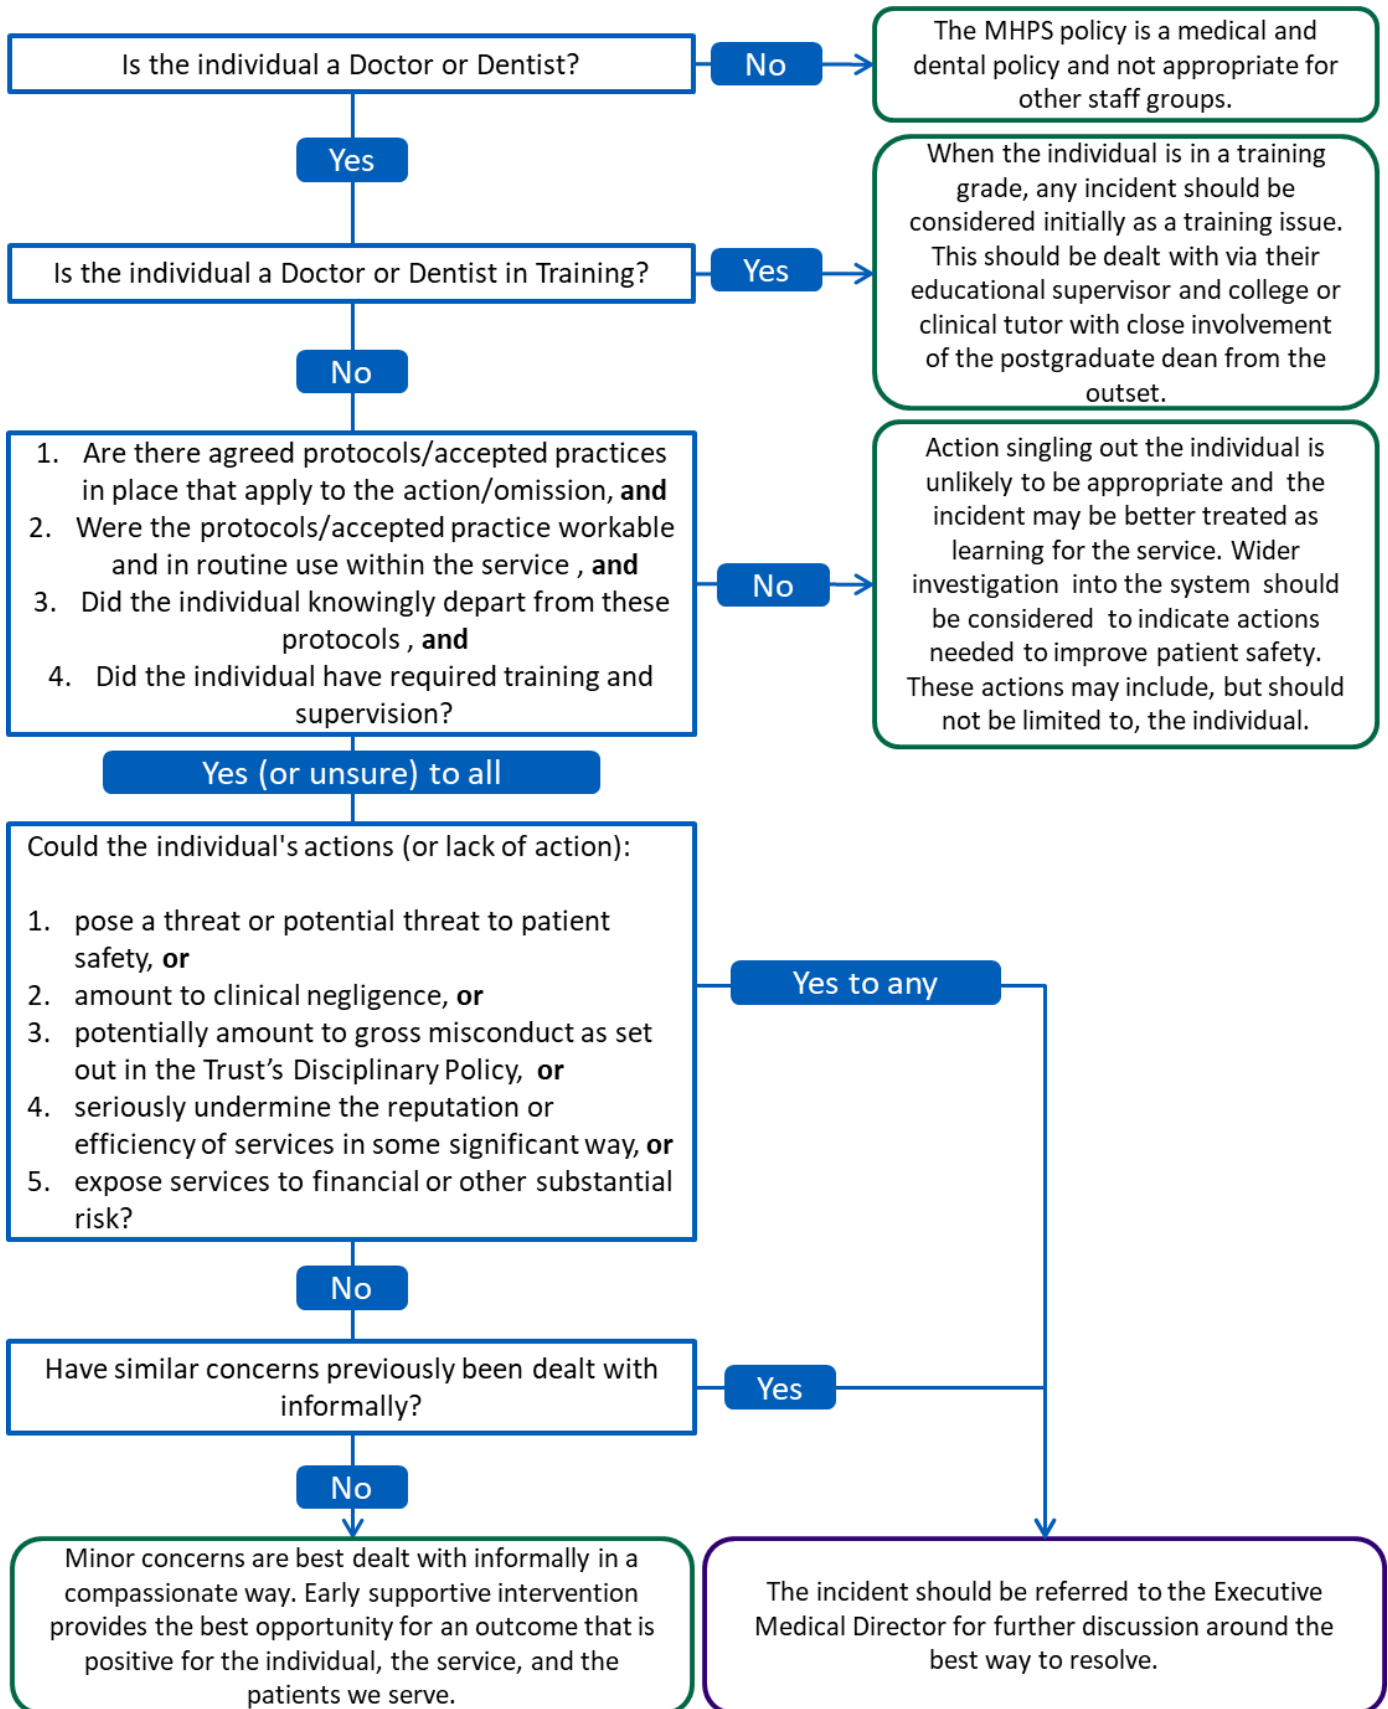 Is the individual a Doctor or Dentist?
No
The MHPS policy is a medical and
dental policy and not appropriate for
other staff groups.
Yes
Is the individual a Doctor or Dentist in Training?
Yes
When the individual is in a training
grade, any incident should be
considered initially as a training issue.
This should be dealt with via their
educational supervisor and college or
clinical tutor with close involvement
of the postgraduate dean from the
outset.
No
1. Are there agreed protocols/accepted practices
in place that apply to the action/omission, and
2. Were the protocols/accepted practice workable
and in routine use within the service , and
3. Did the individual knowingly depart from these
protocols , and
4. Did the individual have required training and
supervision?
No
Action singling out the individual is
unlikely to be appropriate and the
incident may be better treated as
learning for the service. Wider
investigation into the system should
be considered to indicate actions
needed to improve patient safety.
These actions may include, but should
not be limited to, the individual.
Yes (or unsure) to all
Could the individual's actions (or lack of action):
1. pose a threat or potential threat to patient
safety, or
2. amount to clinical negligence, or
3. potentially amount to gross misconduct as set
out in the Trust’s Disciplinary Policy, or
4. seriously undermine the reputation or
efficiency of services in some significant way, or
5. expose services to financial or other substantial
risk?
Yes to any
No
Have similar concerns previously been dealt with
informally?
Yes
No
Minor concerns are best dealt with informally in a
compassionate way. Early supportive intervention
provides the best opportunity for an outcome that is
positive for the individual, the service, and the
patients we serve.
The incident should be referred to the Executive
Medical Director for further discussion around the
best way to resolve.